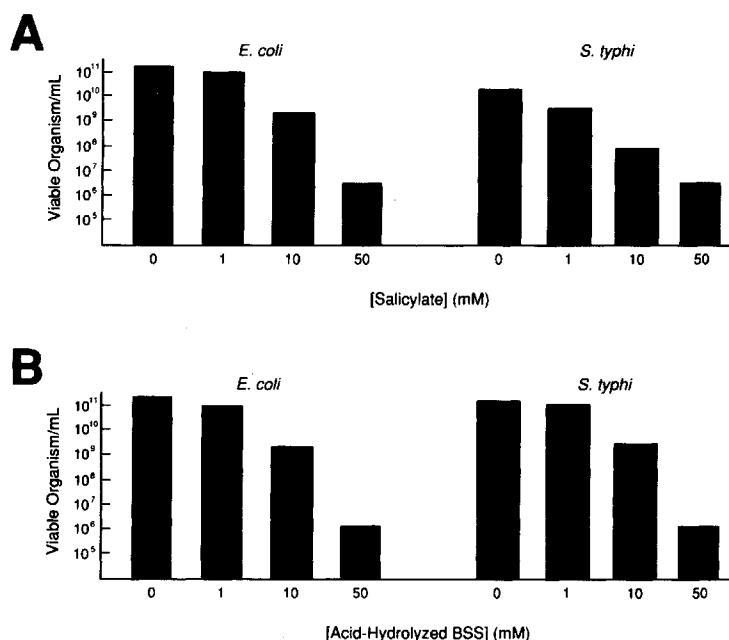 A
E. coli
S. typhi
Viable Organism/mL
10¹¹
10¹⁰
10⁹
10⁸
10⁷
10⁶
10⁵
0 1 10 50 0 1 10 50
[Salicylate] (mM)
B
E. coli
S. typhi
Viable Organism/mL
10¹¹
10¹⁰
10⁹
10⁸
10⁷
10⁶
10⁵
0 1 10 50 0 1 10 50
[Acid-Hydrolyzed BSS] (mM)